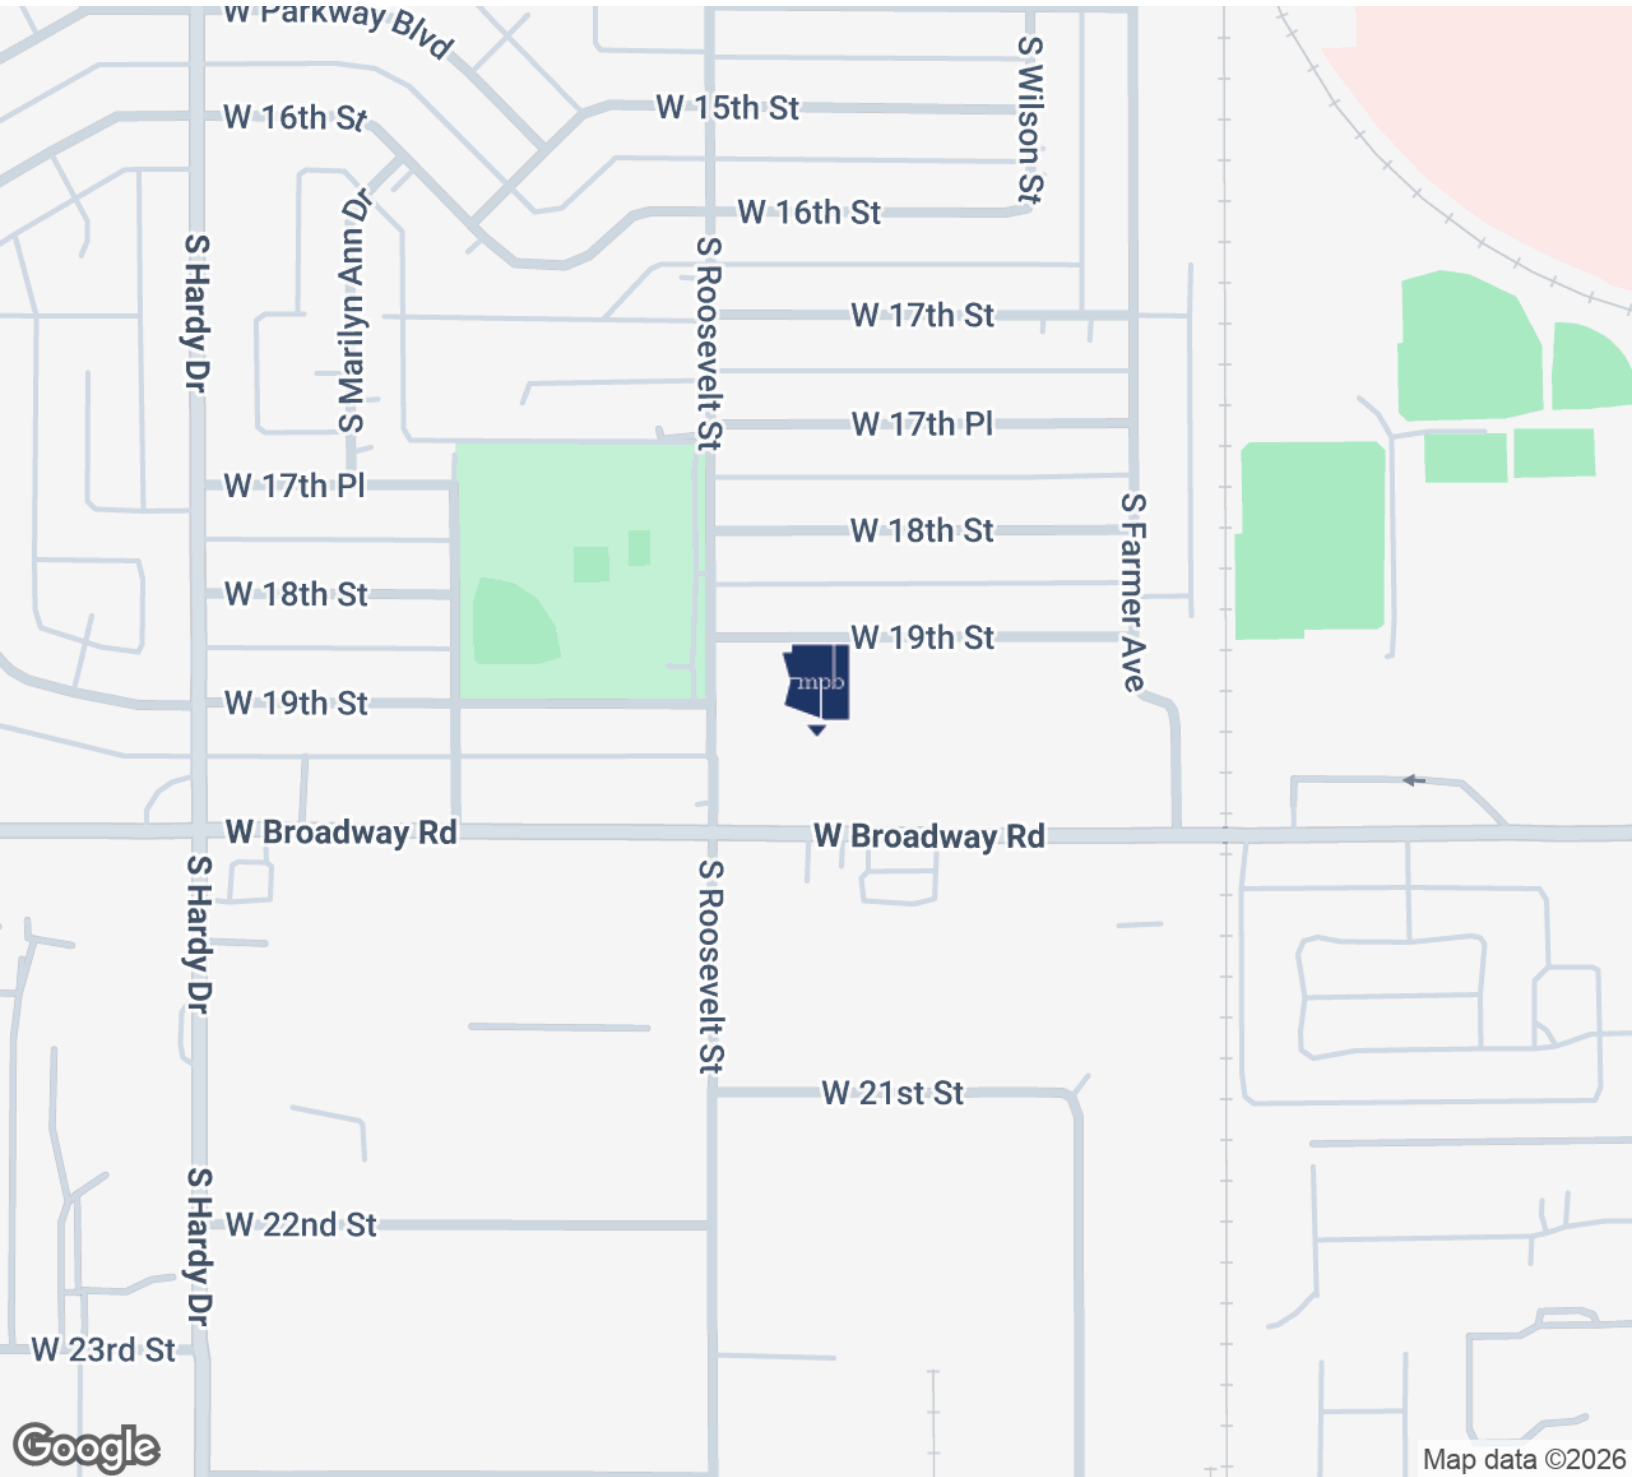 W Parkway Blvd
W 16th St
W 15th St
S Wilson St
W 16th St
S Marilyn Ann Dr
S Hardy Dr
S Roosevelt St
W 17th St
W 17th Pl
W 17th Pl
W 18th St
S Farmer Ave
W 18th St
W 19th St
mpb
W 19th St
W Broadway Rd
W Broadway Rd
S Hardy Dr
S Roosevelt St
W 21st St
S Hardy Dr
W 22nd St
W 23rd St
Google
Map data ©2026